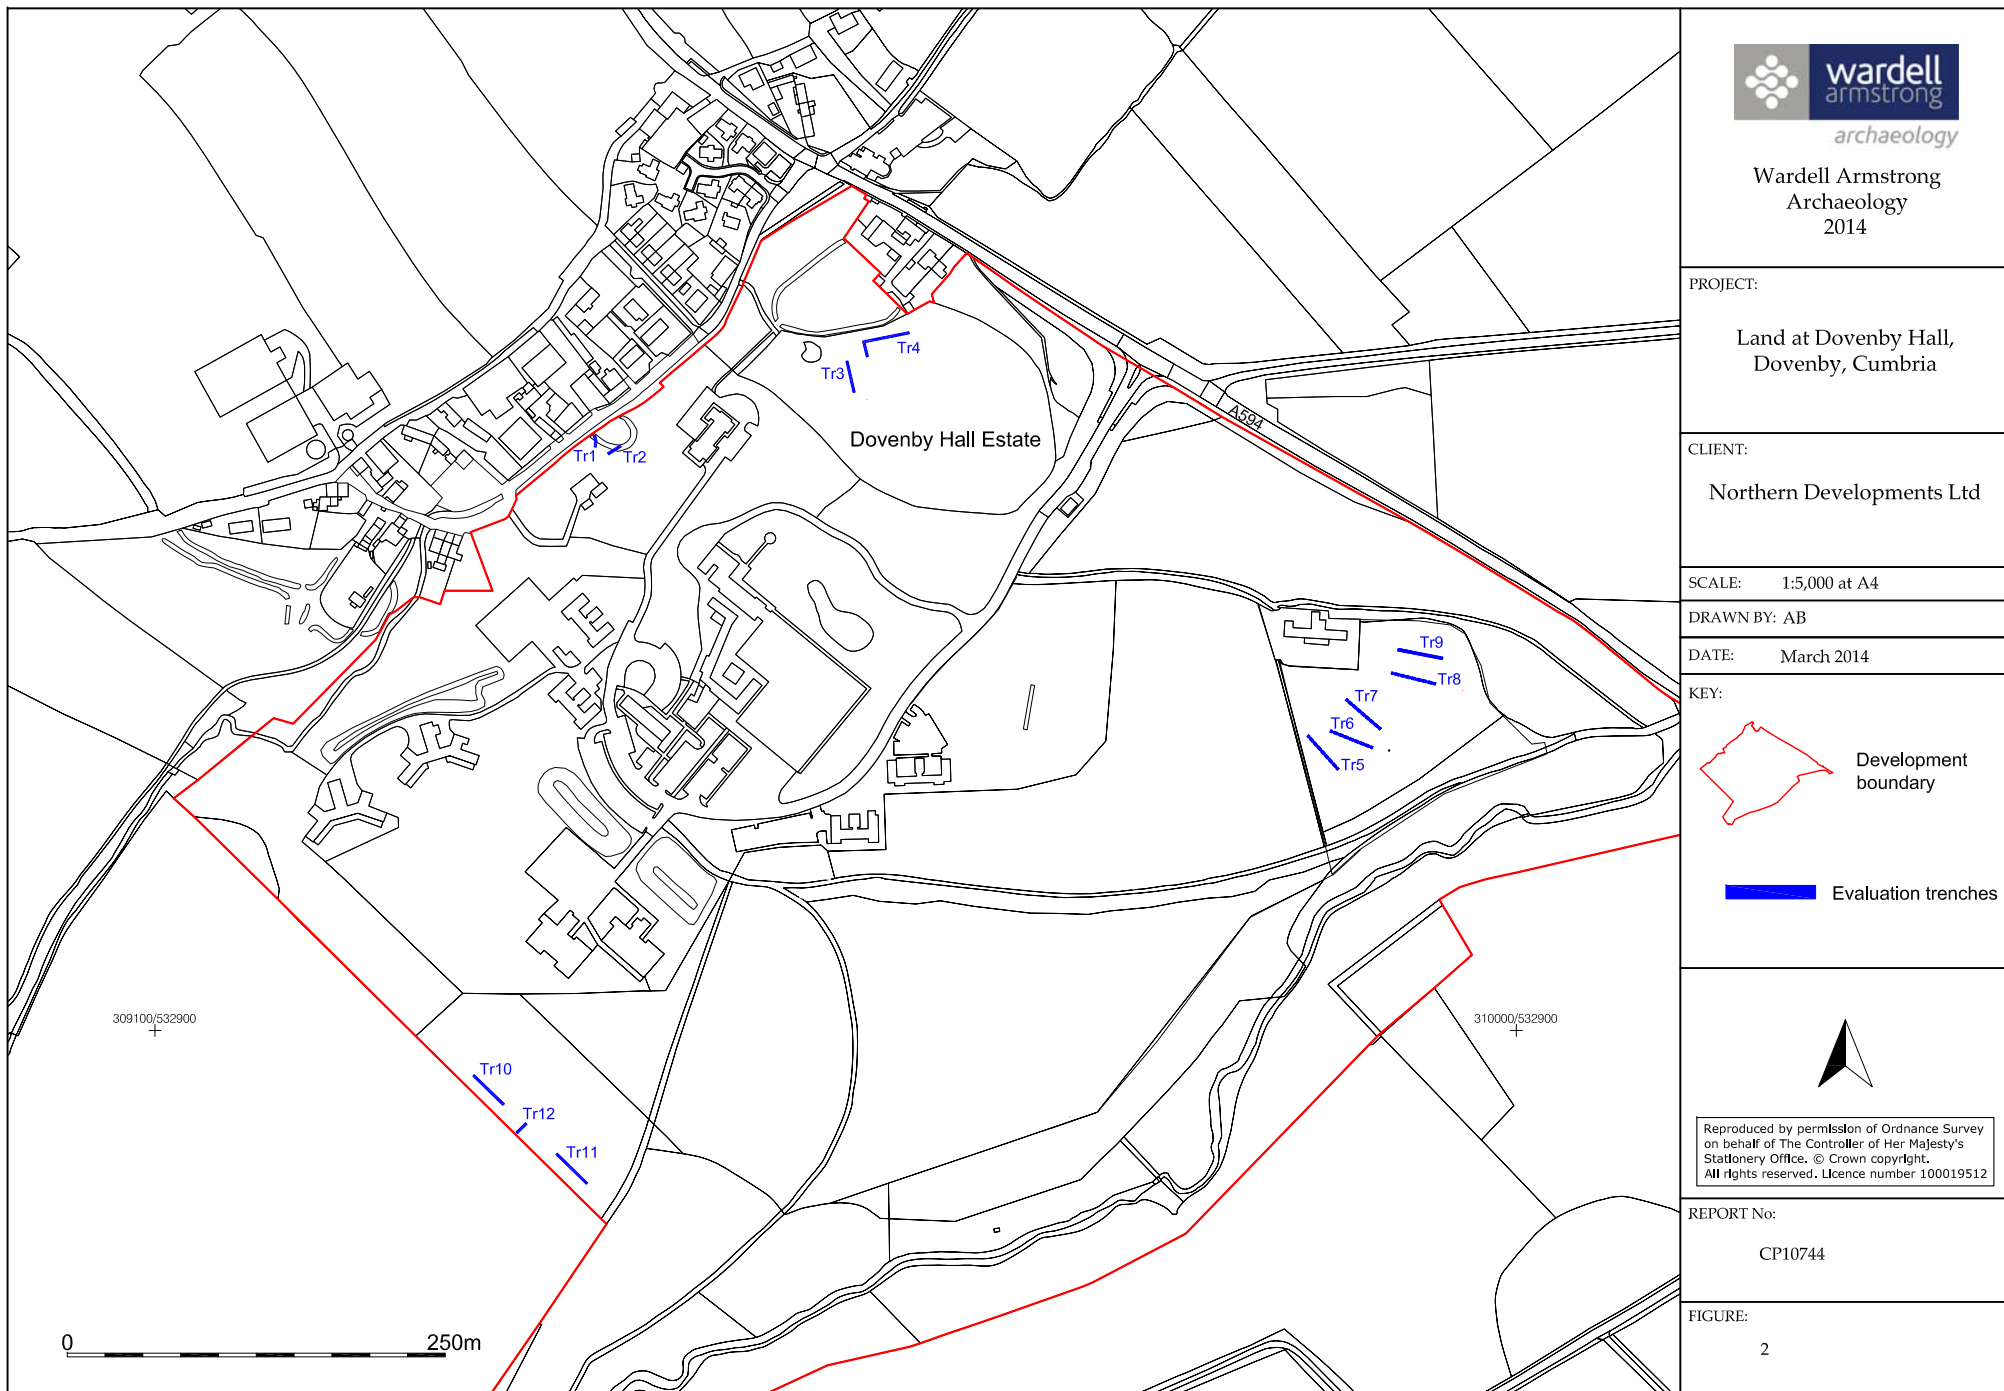 Tr4
Tr3
Dovenby Hall Estate
A594
Tr1
Tr2
Tr9
Tr8
Tr7
Tr6
Tr5
309100/532900
310000/532900
Tr10
Tr12
Tr11
0
250m
wardell
armstrong
archaeology
Wardell Armstrong
Archaeology
2014
PROJECT:
Land at Dovenby Hall,
Dovenby, Cumbria
CLIENT:
Northern Developments Ltd
SCALE: 1:5,000 at A4
DRAWN BY: AB
DATE: March 2014
KEY:
Development
boundary
Evaluation trenches
Reproduced by permission of Ordnance Survey
on behalf of The Controller of Her Majesty's
Stationery Office. © Crown copyright.
All rights reserved. Licence number 100019512
REPORT No:
CP10744
FIGURE:
2